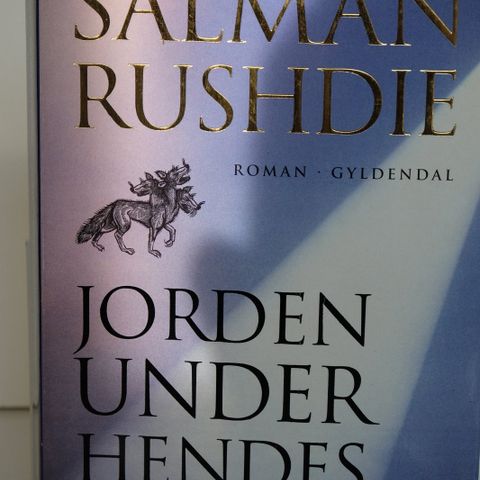 SALMAN
RUSHDIE
ROMAN · GYLDENDAL
JORDEN
UNDER
HENDES